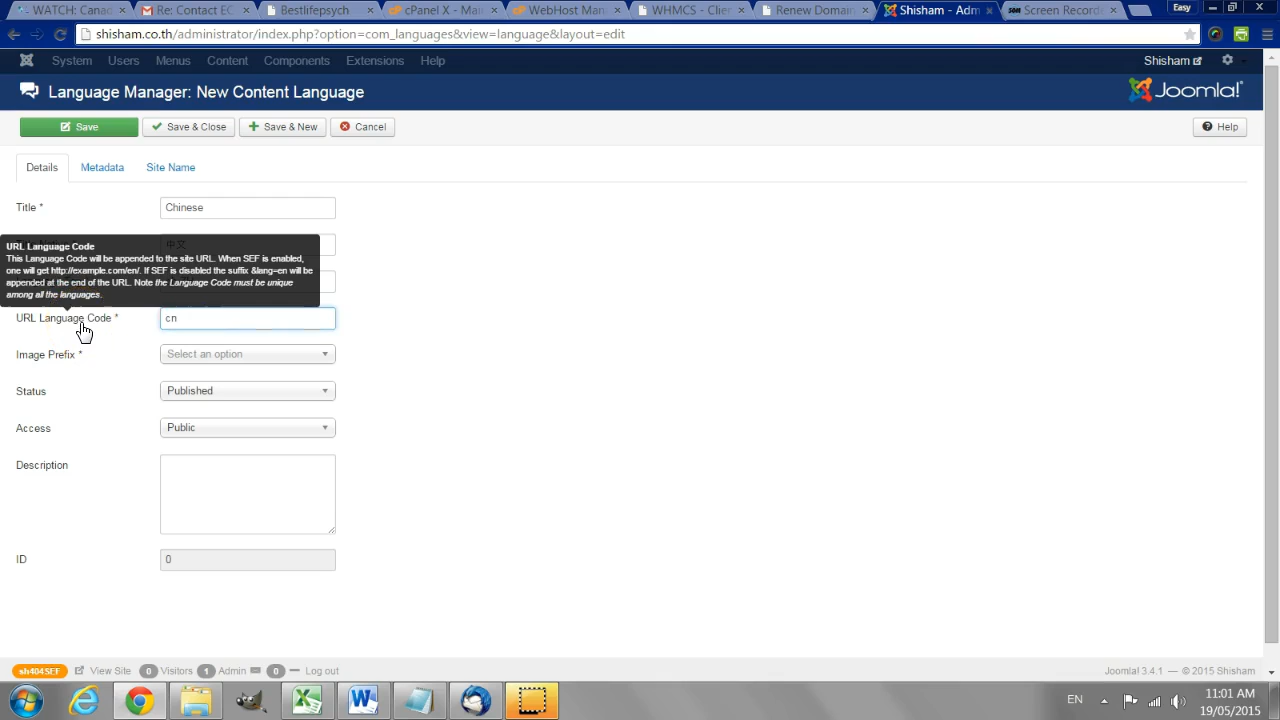 WATCH: Canad
Re: Contact EC
Bestlifepsych
cPanel X - Mai
WebHost Man
WHMCS - Clie
Renew Domain
Shisham - Adm
Screen Record
Easy
shisham.co.th/administrator/index.php?option=com_languages&view=language&layout=edit
System Users Menus Content Components Extensions Help
Shisham
Language Manager: New Content Language
Joomla!
Save
Save & Close
Save & New
Cancel
Help
Details
Metadata
Site Name
Title *
Chinese
中文
URL Language Code
This Language Code will be appended to the site URL. When SEF is enabled,
one will get http://example.com/en/. If SEF is disabled the suffix &lang=en will be
appended at the end of the URL. Note the Language Code must be unique
among all the languages.
URL Language Code *
cn
Image Prefix *
Select an option
Status
Published
Access
Public
Description
ID
0
sh404SEF
View Site
0 Visitors
1 Admin
0
Log out
Joomla! 3.4.1 — © 2015 Shisham
EN
11:01 AM
19/05/2015